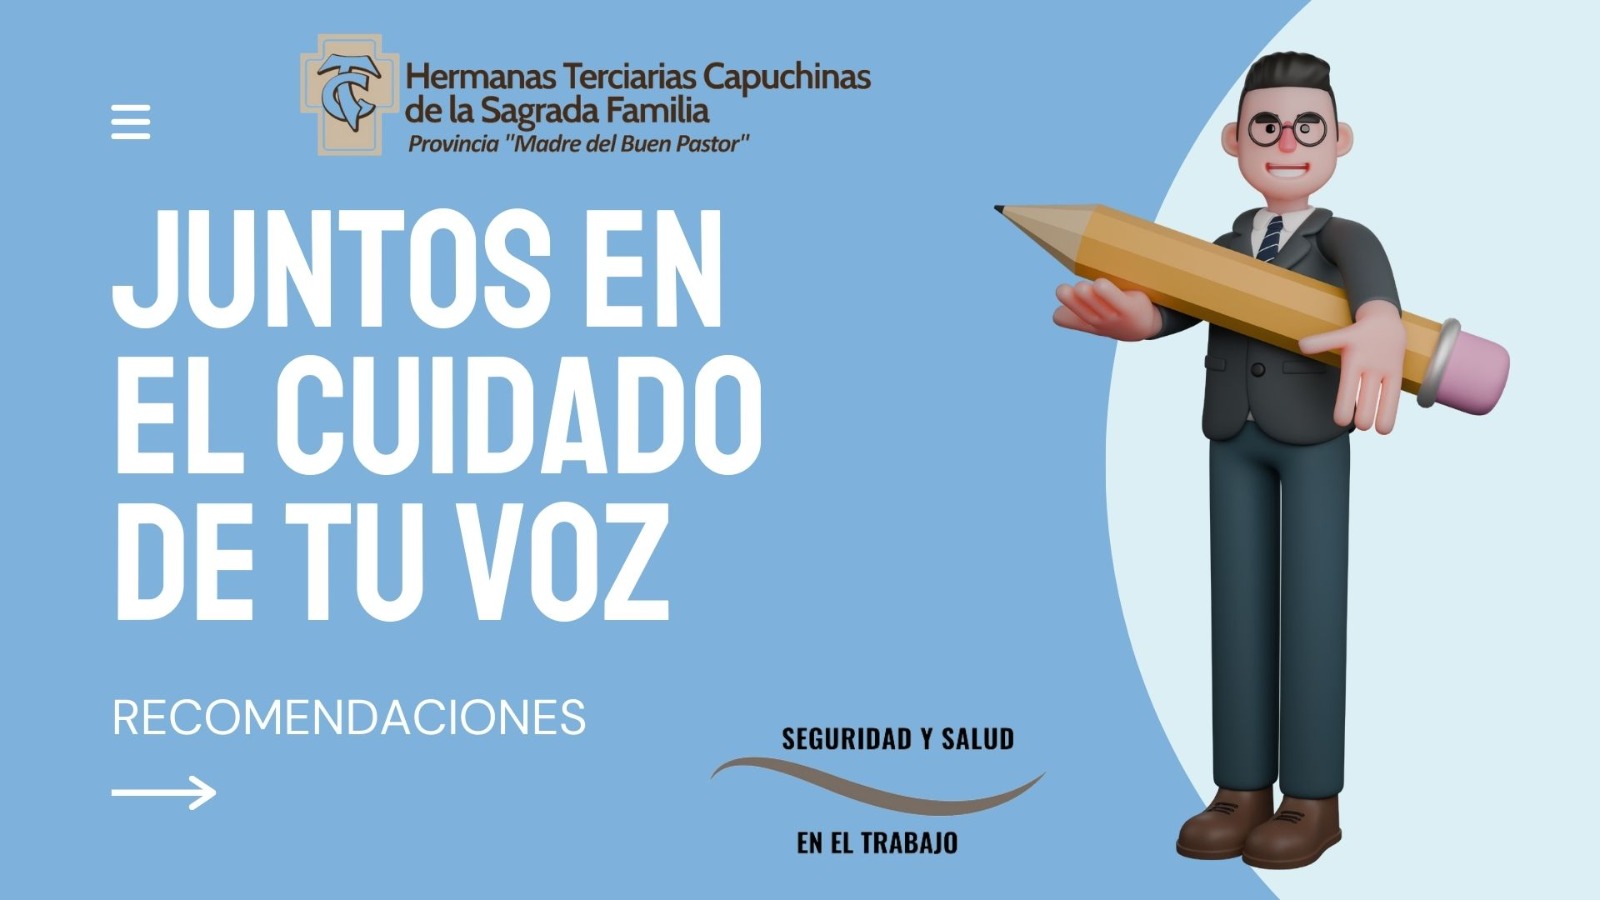 Hermanas Terciarias Capuchinas
de la Sagrada Familia
Provincia "Madre del Buen Pastor"
JUNTOS EN
EL CUIDADO
DE TU VOZ
RECOMENDACIONES
SEGURIDAD Y SALUD
EN EL TRABAJO